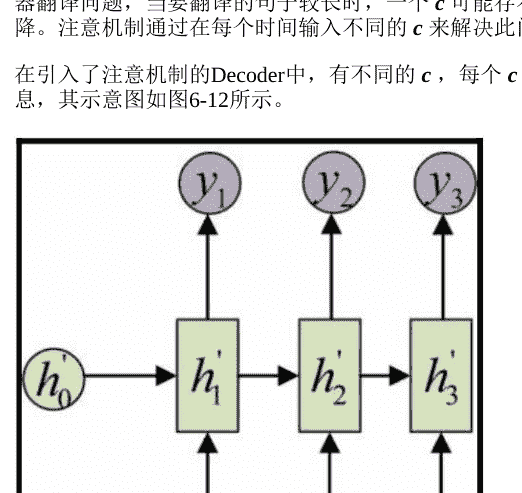 器翻译问题，当要翻译的句子较长时，一个 c 可能存不
降。注意机制通过在每个时间输入不同的 c 来解决此问
在引入了注意机制的Decoder中，有不同的 c ，每个 c
息，其示意图如图6-12所示。
y1 y2 y3
h'0 h'1 h'2 h'3